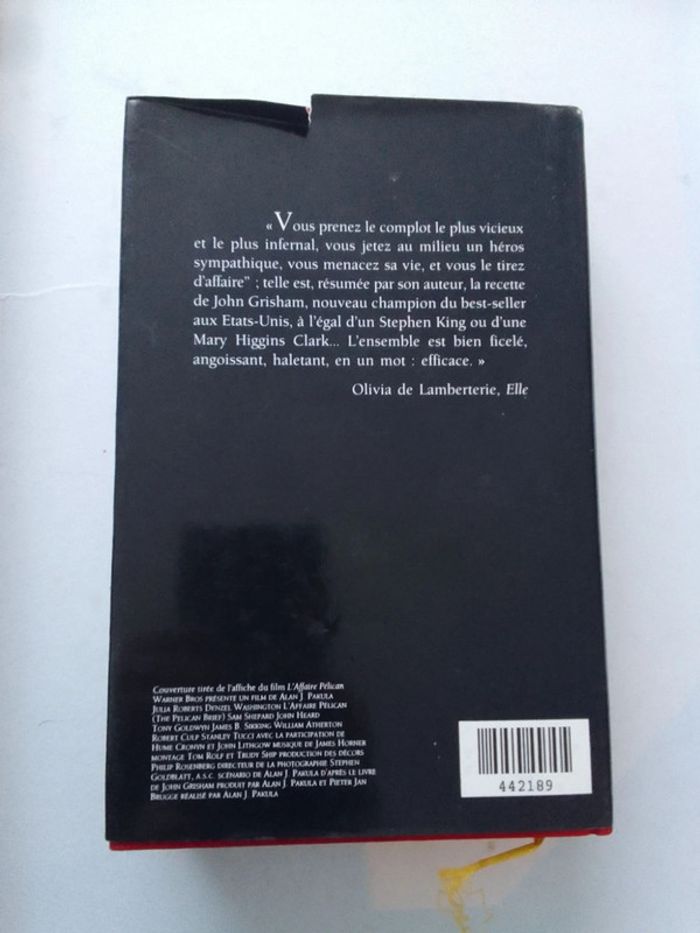 « Vous prenez le complot le plus vicieux
et le plus infernal, vous jetez au milieu un héros
sympathique, vous menacez sa vie, et vous le tirez
d'affaire" ; telle est, résumée par son auteur, la recette
de John Grisham, nouveau champion du best-seller
aux Etats-Unis, à l'égal d'un Stephen King ou d'une
Mary Higgins Clark... L'ensemble est bien ficelé,
angoissant, haletant, en un mot : efficace. »
Olivia de Lamberterie, Elle
Couverture tirée de l'affiche du film L'Affaire Pélican
WARNER BROS PRÉSENTE UN FILM DE ALAN J. PAKULA
JULIA ROBERTS DENZEL WASHINGTON L'AFFAIRE PÉLICAN
(THE PELICAN BRIEF) SAM SHEPARD JOHN HEARD
TONY GOLDWYN JAMES B. SIKKING WILLIAM ATHERTON
ROBERT CULP STANLEY TUCCI AVEC LA PARTICIPATION DE
HUME CRONYN ET JOHN LITHGOW MUSIQUE DE JAMES HORNER
MONTAGE TOM ROLF ET TRUDY SHIP PRODUCTION DES DÉCORS
PHILIP ROSENBERG DIRECTEUR DE LA PHOTOGRAPHIE STEPHEN
GOLDBLATT, A.S.C. SCÉNARIO DE ALAN J. PAKULA D'APRÈS LE LIVRE
DE JOHN GRISHAM PRODUIT PAR ALAN J. PAKULA ET PIETER JAN
BRUGGE RÉALISÉ PAR ALAN J. PAKULA
442189